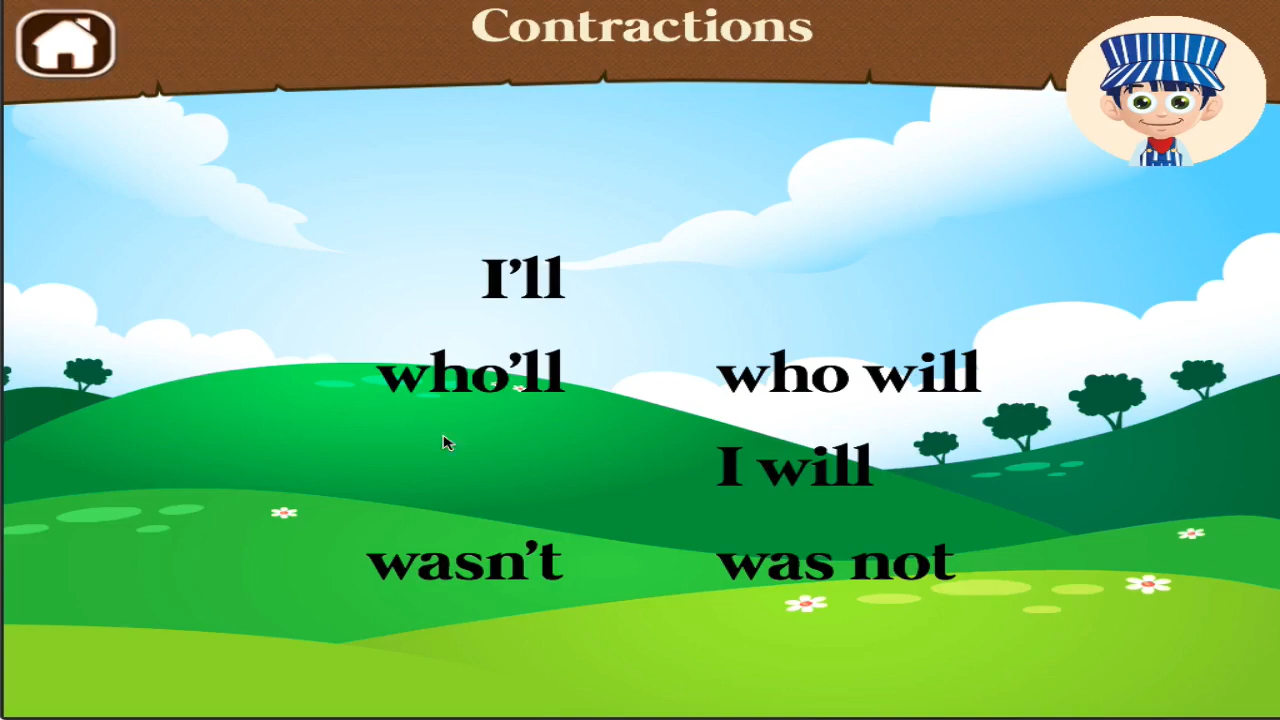 Contractions
I’ll
who’ll who will
I will
wasn’t was not